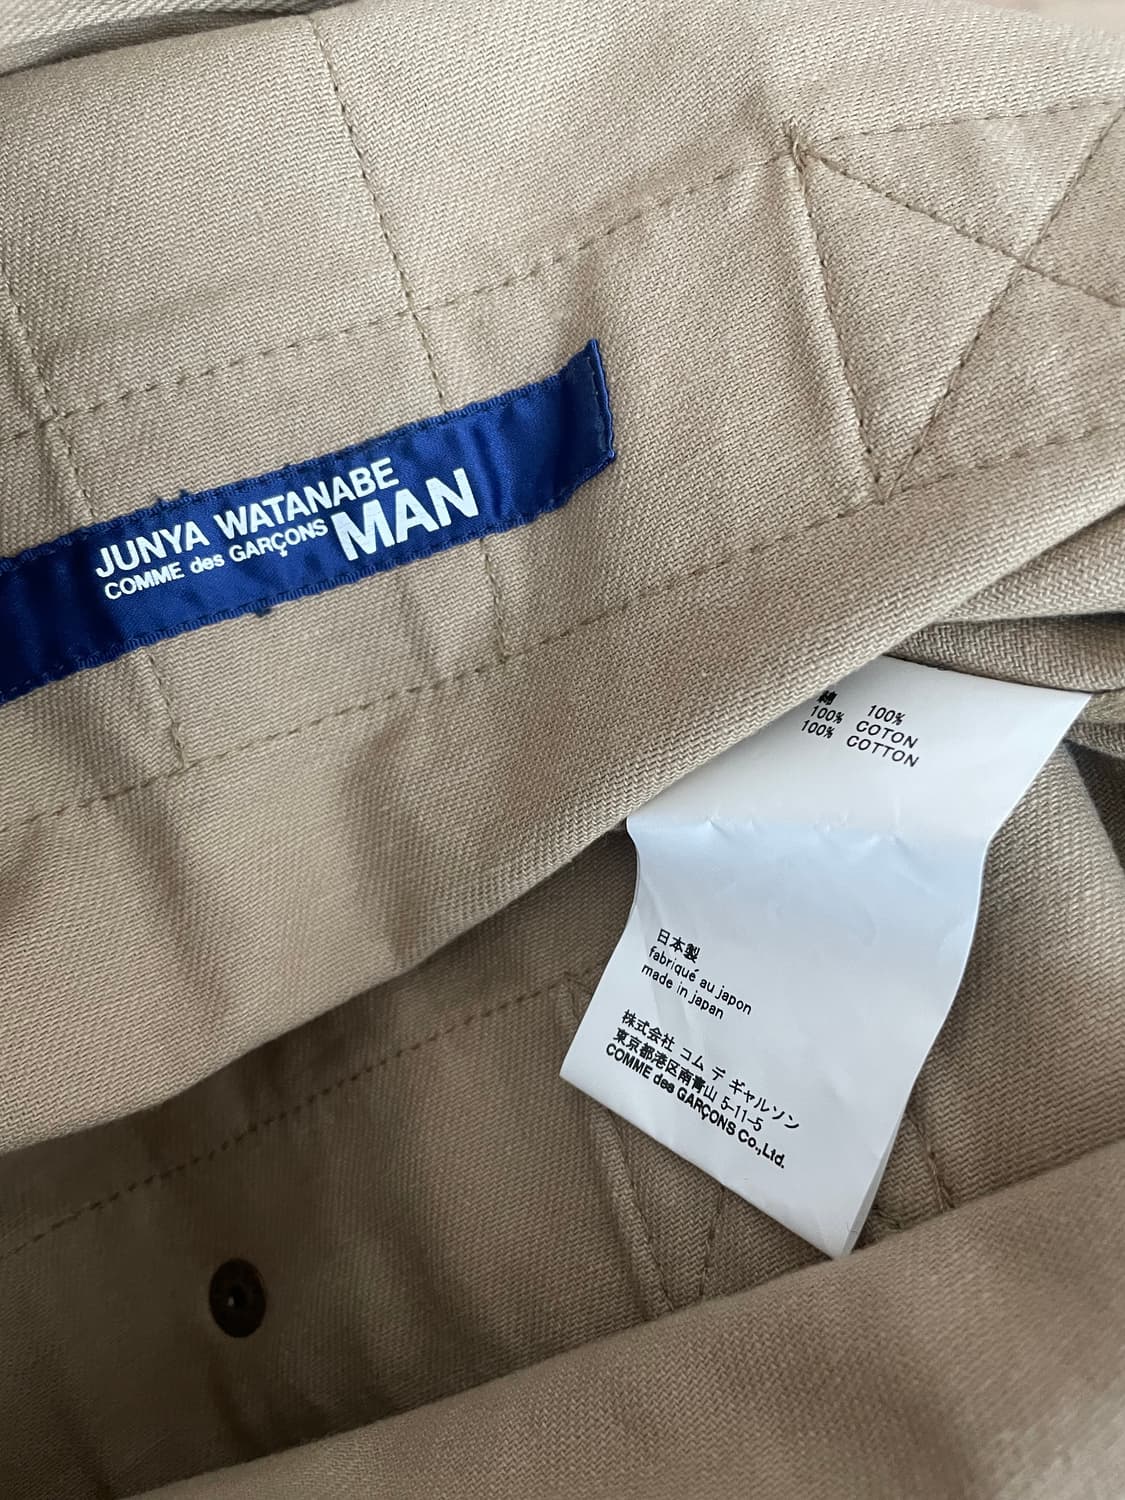 JUNYA WATANABE
COMME des GARÇONS MAN
綿 100%
100% COTON
100% COTTON
日本製
fabriqué au japon
made in japan
株式会社 コム デ ギャルソン
東京都港区南青山 5-11-5
COMME des GARÇONS Co.,Ltd.